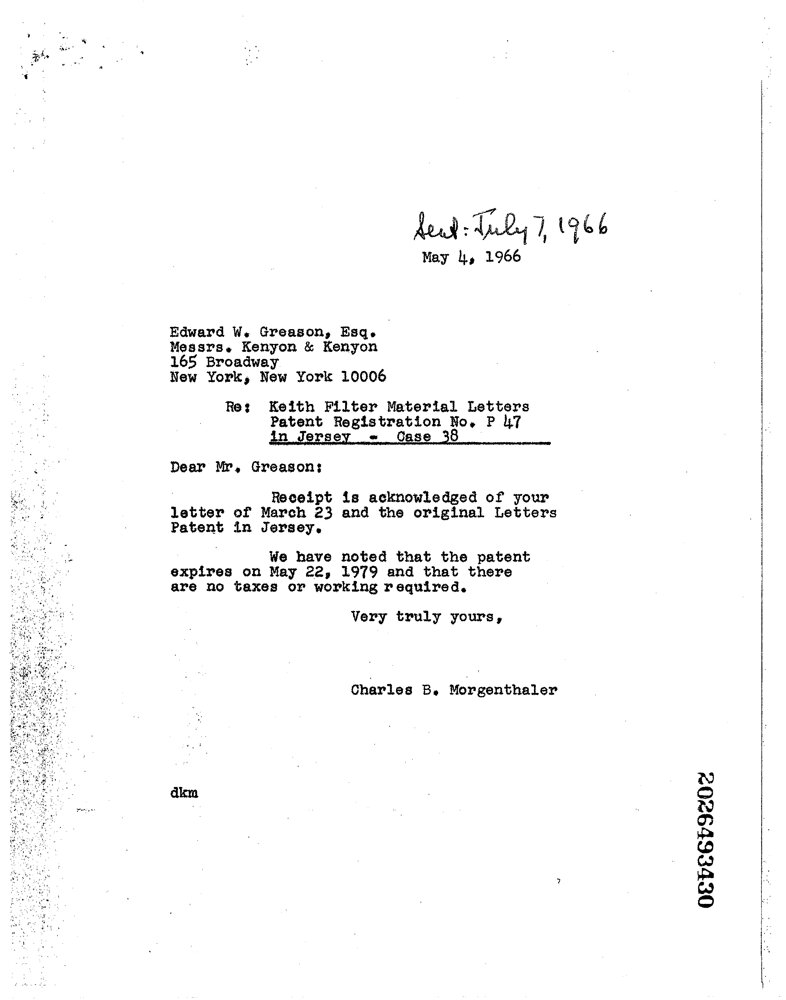 Sent: July 7, 1966
May 4, 1966
Edward W. Greason, Esq.
Messrs. Kenyon & Kenyon
165 Broadway
New York, New York 10006
Re: Keith Filter Material Letters
Patent Registration No. P 47
in Jersey - Case 38
Dear Mr. Greason:
Receipt is acknowledged of your
letter of March 23 and the original Letters
Patent in Jersey.
We have noted that the patent
expires on May 22, 1979 and that there
are no taxes or working required.
Very truly yours,
Charles B. Morgenthaler
dkm
2026493430